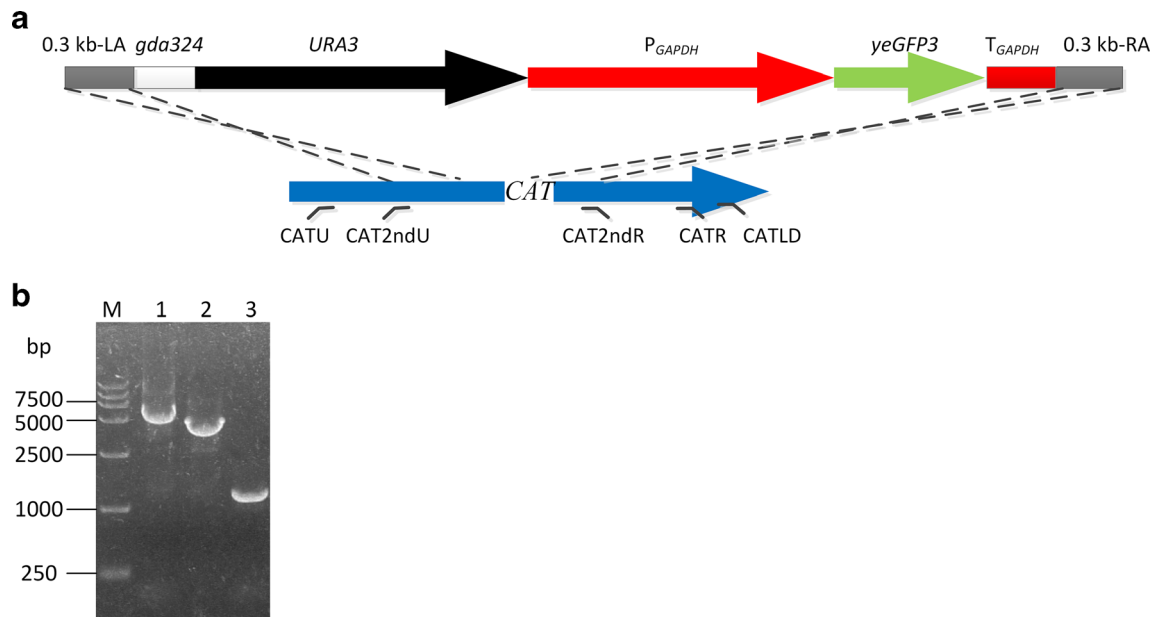 a
0.3 kb-LA gda324 URA3 PGAPDH yeGFP3 TGAPDH 0.3 kb-RA
CAT
CATU CAT2ndU CAT2ndR CATR CATLD
b
M 1 2 3
bp
7500
5000
2500
1000
250